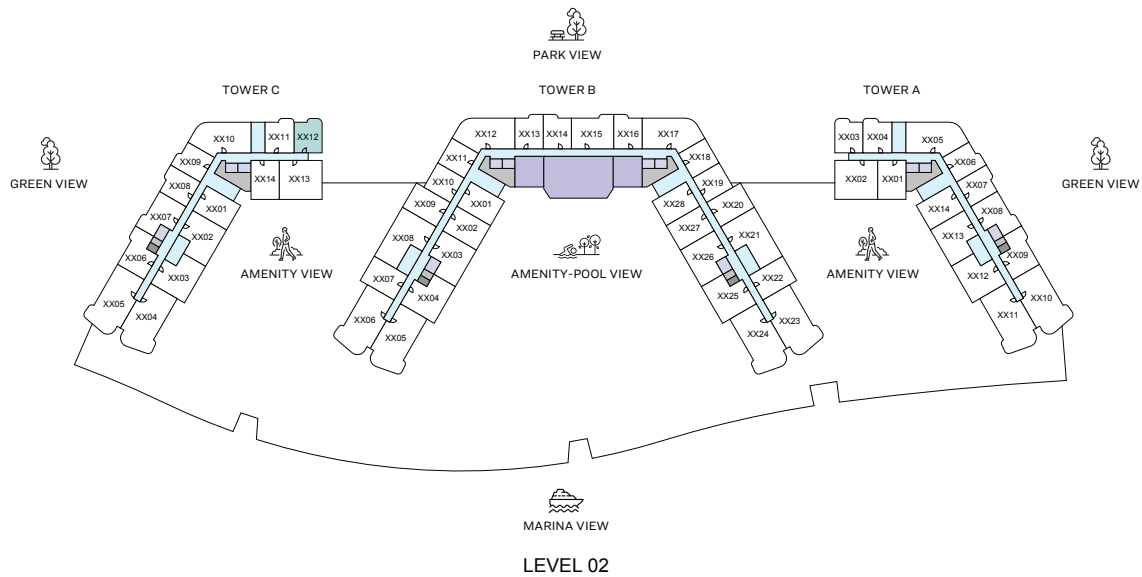 PARK VIEW
TOWER C
TOWER B
TOWER A
GREEN VIEW
GREEN VIEW
XX10
XX11
XX12
XX09
XX08
XX14
XX13
XX07
XX01
XX06
XX02
XX05
XX03
XX04
AMENITY VIEW
XX12
XX13
XX14
XX15
XX16
XX17
XX11
XX18
XX10
XX19
XX09
XX01
XX28
XX20
XX08
XX02
XX27
XX21
XX07
XX03
XX26
XX22
XX06
XX04
XX25
XX23
XX05
XX24
AMENITY-POOL VIEW
XX03
XX04
XX05
XX02
XX01
XX06
XX07
XX14
XX08
XX13
XX09
XX12
XX10
XX11
AMENITY VIEW
MARINA VIEW
LEVEL 02